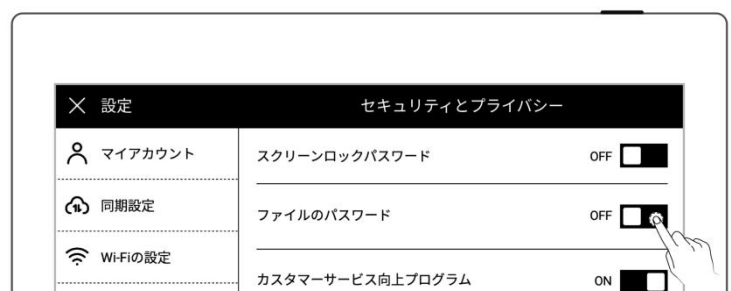 設定
セキュリティとプライバシー
マイアカウント
同期設定
Wi-Fiの設定
スクリーンロックパスワード OFF
ファイルのパスワード OFF
カスタマーサービス向上プログラム ON